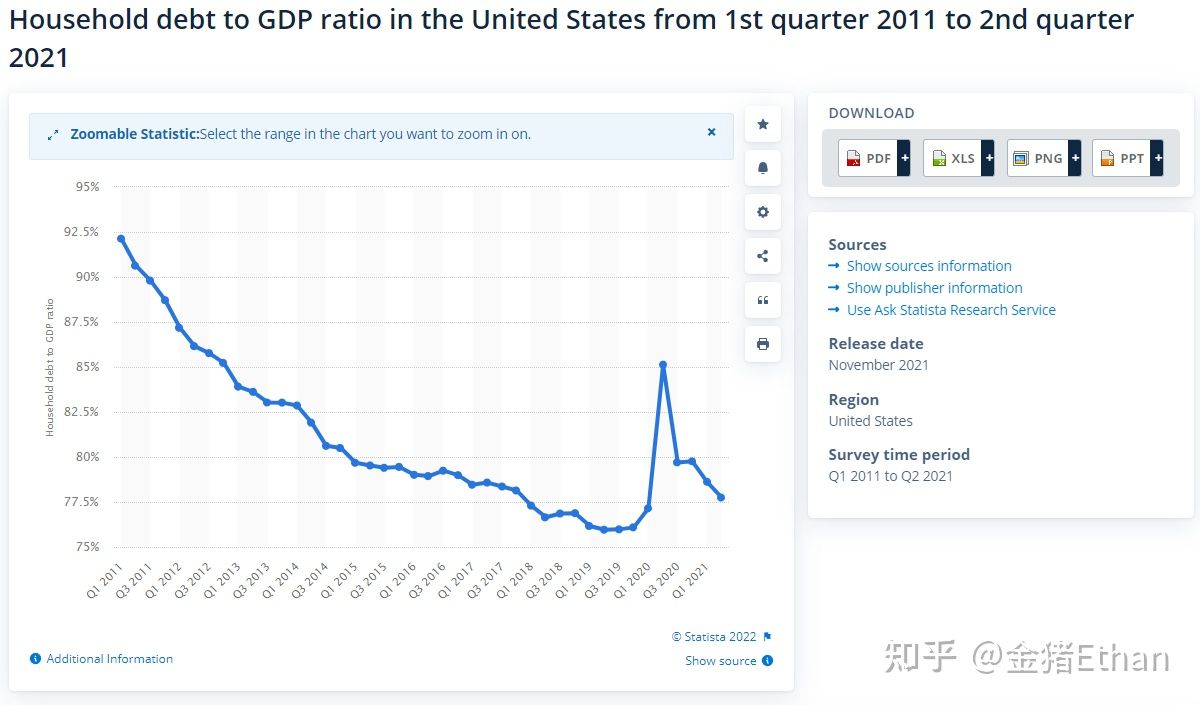 Household debt to GDP ratio in the United States from 1st quarter 2011 to 2nd quarter
2021
Zoomable Statistic:Select the range in the chart you want to zoom in on.
×
95%
92.5%
90%
87.5%
85%
82.5%
80%
77.5%
75%
Household debt to GDP ratio
Q1 2011
Q3 2011
Q1 2012
Q3 2012
Q1 2013
Q3 2013
Q1 2014
Q3 2014
Q1 2015
Q3 2015
Q1 2016
Q3 2016
Q1 2017
Q3 2017
Q1 2018
Q3 2018
Q1 2019
Q3 2019
Q1 2020
Q3 2020
Q1 2021
© Statista 2022
Additional Information
Show source
DOWNLOAD
PDF +
XLS +
PNG +
PPT +
Sources
→ Show sources information
→ Show publisher information
→ Use Ask Statista Research Service
Release date
November 2021
Region
United States
Survey time period
Q1 2011 to Q2 2021
知乎 @金猪Ethan